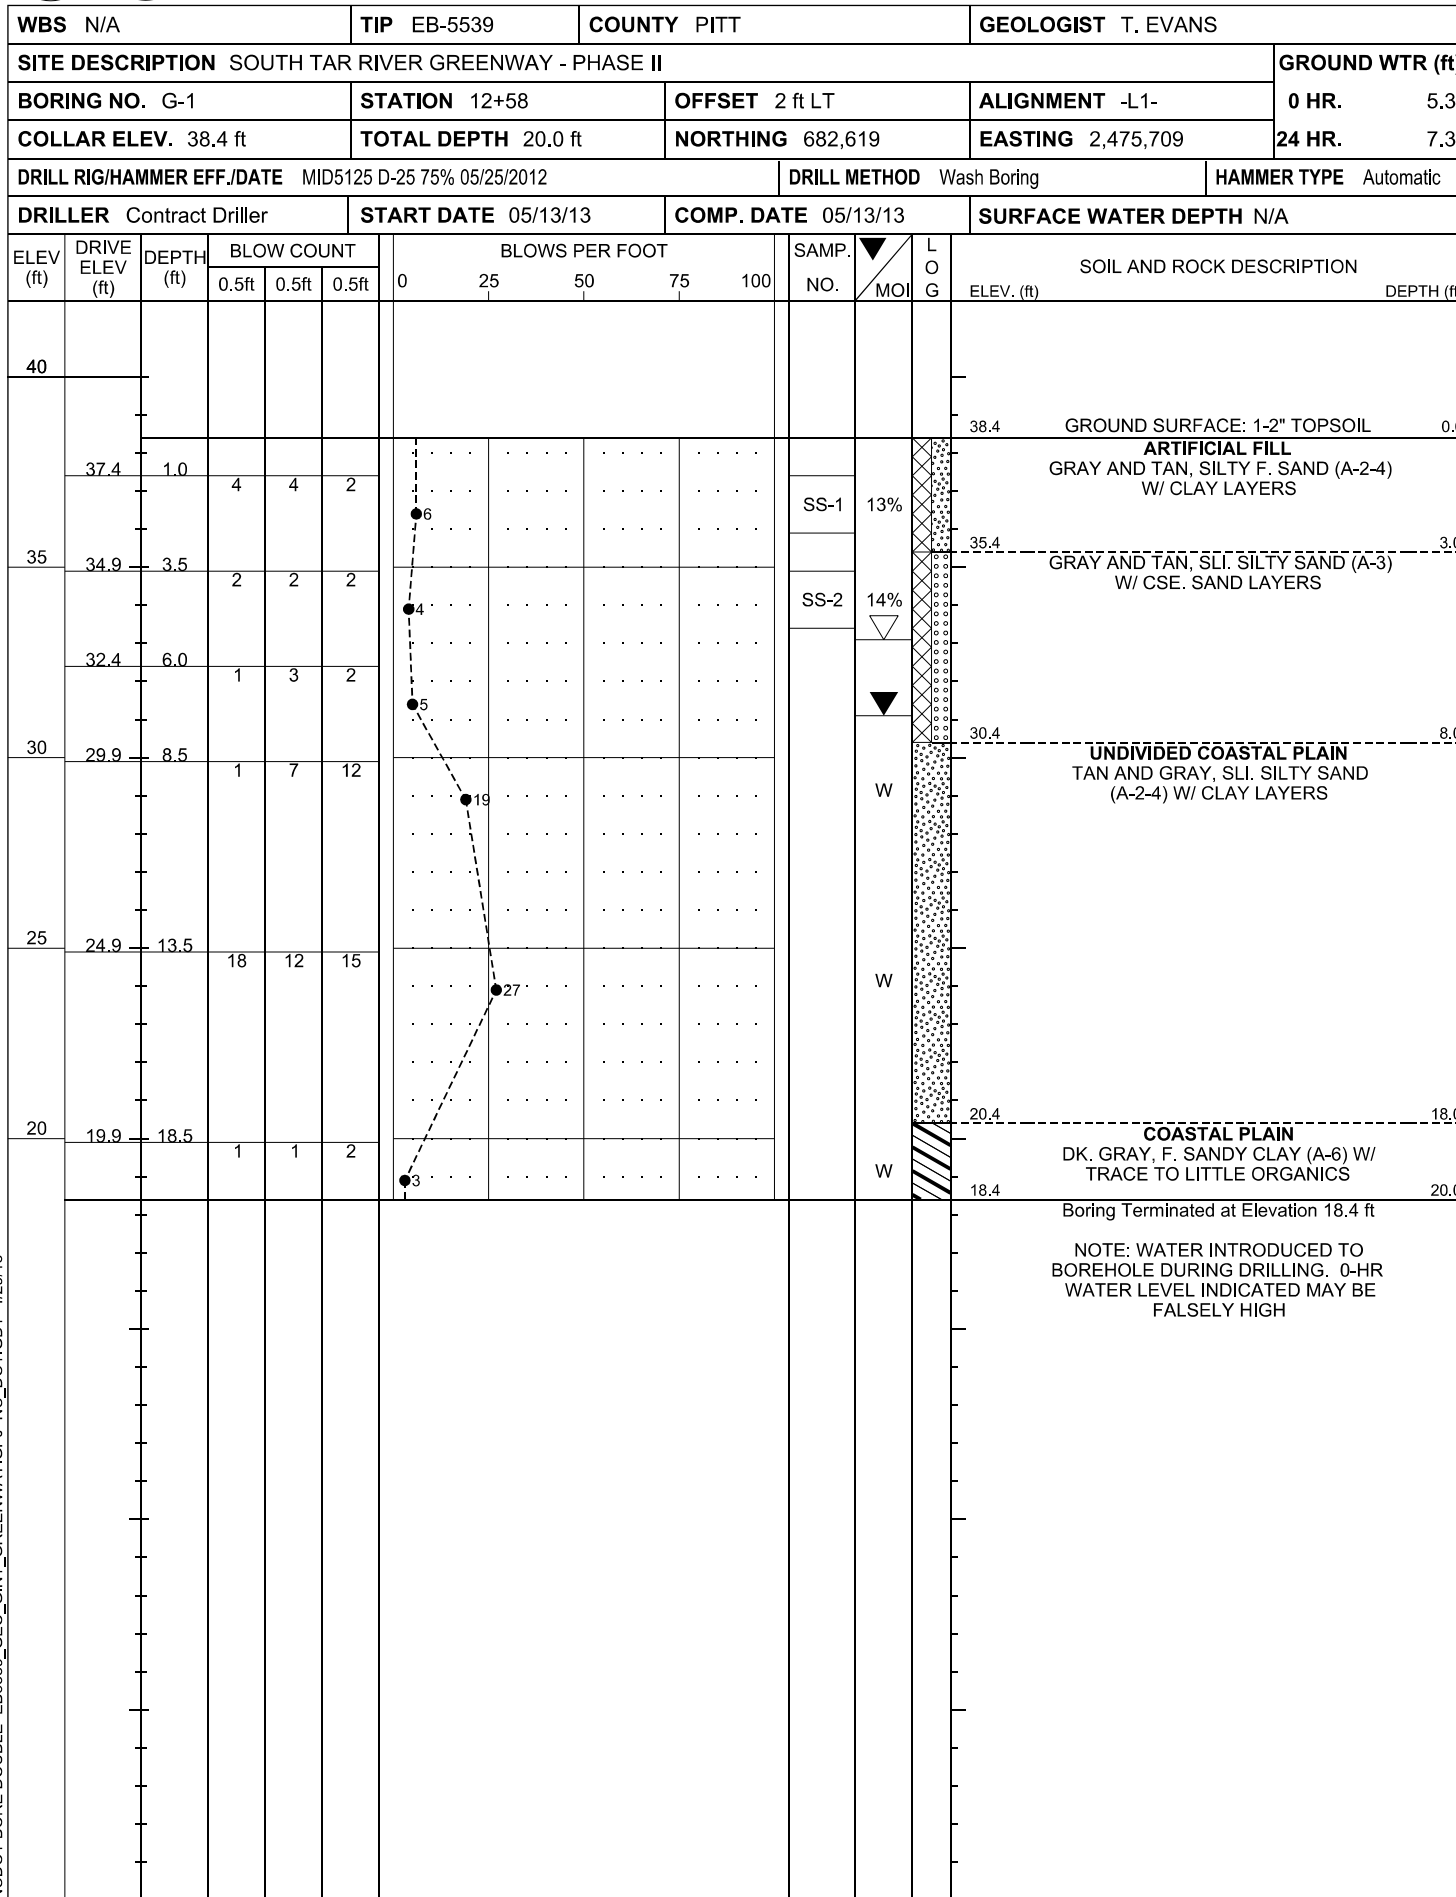 WBS N/A TIP EB-5539 COUNTY PITT GEOLOGIST T. EVANS
SITE DESCRIPTION SOUTH TAR RIVER GREENWAY - PHASE II GROUND WTR (ft
BORING NO. G-1 STATION 12+58 OFFSET 2 ft LT ALIGNMENT -L1- 0 HR. 5.3
COLLAR ELEV. 38.4 ft TOTAL DEPTH 20.0 ft NORTHING 682,619 EASTING 2,475,709 24 HR. 7.3
DRILL RIG/HAMMER EFF./DATE MID5125 D-25 75% 05/25/2012 DRILL METHOD Wash Boring HAMMER TYPE Automatic
DRILLER Contract Driller START DATE 05/13/13 COMP. DATE 05/13/13 SURFACE WATER DEPTH N/A
ELEV (ft) DRIVE ELEV (ft) DEPTH (ft) BLOW COUNT BLOWS PER FOOT SAMP. NO. MOI LOG SOIL AND ROCK DESCRIPTION
0.5ft 0.5ft 0.5ft 0 25 50 75 100 ELEV. (ft) DEPTH (ft
40
38.4 GROUND SURFACE: 1-2" TOPSOIL 0.
ARTIFICIAL FILL
37.4 1.0 GRAY AND TAN, SILTY F. SAND (A-2-4)
4 4 2 W/ CLAY LAYERS
SS-1 13%
6
35.4 3.0
35 34.9 3.5 GRAY AND TAN, SLI. SILTY SAND (A-3)
2 2 2 W/ CSE. SAND LAYERS
SS-2 14%
4
32.4 6.0
1 3 2
5
30.4 8.0
30 29.9 8.5 UNDIVIDED COASTAL PLAIN
1 7 12 TAN AND GRAY, SLI. SILTY SAND
(A-2-4) W/ CLAY LAYERS
W
19
25 24.9 13.5
18 12 15
W
27
20.4 18.0
20 19.9 18.5 COASTAL PLAIN
1 1 2 DK. GRAY, F. SANDY CLAY (A-6) W/
TRACE TO LITTLE ORGANICS
W
3
18.4 20.0
Boring Terminated at Elevation 18.4 ft
NOTE: WATER INTRODUCED TO
BOREHOLE DURING DRILLING. 0-HR
WATER LEVEL INDICATED MAY BE
FALSELY HIGH